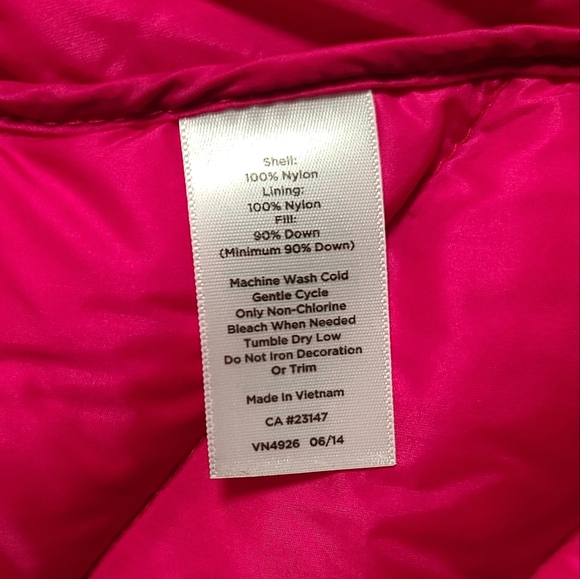 Shell:
100% Nylon
Lining:
100% Nylon
Fill:
90% Down
(Minimum 90% Down)
Machine Wash Cold
Gentle Cycle
Only Non-Chlorine
Bleach When Needed
Tumble Dry Low
Do Not Iron Decoration
Or Trim
Made In Vietnam
CA #23147
VN4926 06/14